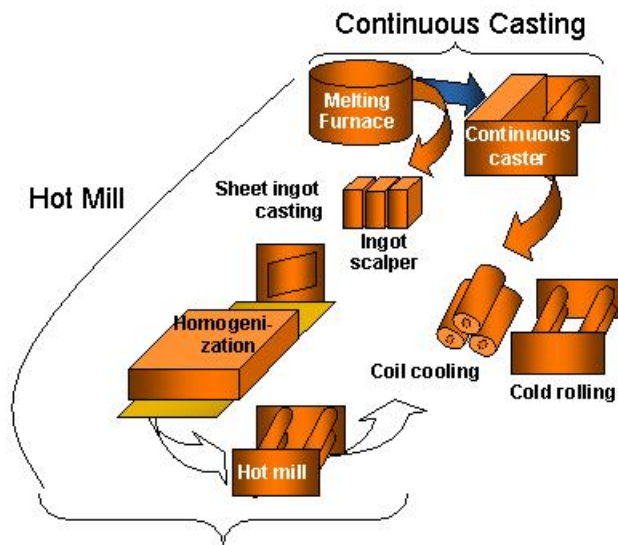 Continuous Casting
Melting
Furnace
Continuous
caster
Hot Mill
Sheet ingot
casting
Ingot
scalper
Homogeni-
ization
Coil cooling
Cold rolling
Hot mill